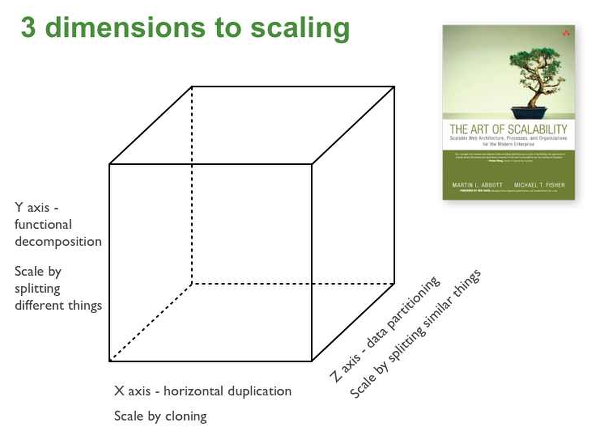 3 dimensions to scaling
THE ART OF SCALABILITY
Scalable Web Architecture, Processes, and Organizations
for the Modern Enterprise
MARTIN L. ABBOTT MICHAEL T. FISHER
Y axis -
functional
decomposition
Scale by
splitting
different things
Z axis - data partitioning
Scale by splitting similar things
X axis - horizontal duplication
Scale by cloning